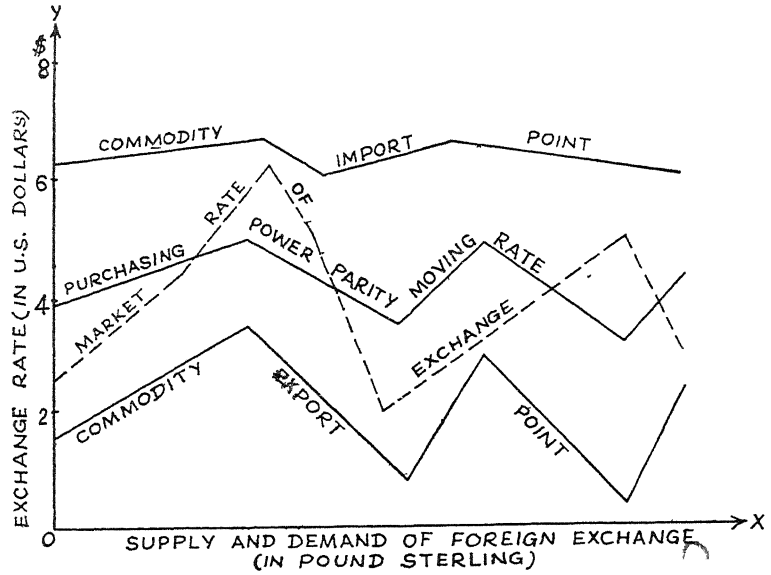 Y
$
8
6
4
2
0
X
EXCHANGE RATE(IN U.S. DOLLARS)
COMMODITY IMPORT POINT
MARKET RATE OF EXCHANGE
PURCHASING POWER PARITY MOVING RATE
COMMODITY EXPORT POINT
SUPPLY AND DEMAND OF FOREIGN EXCHANGE
(IN POUND STERLING)